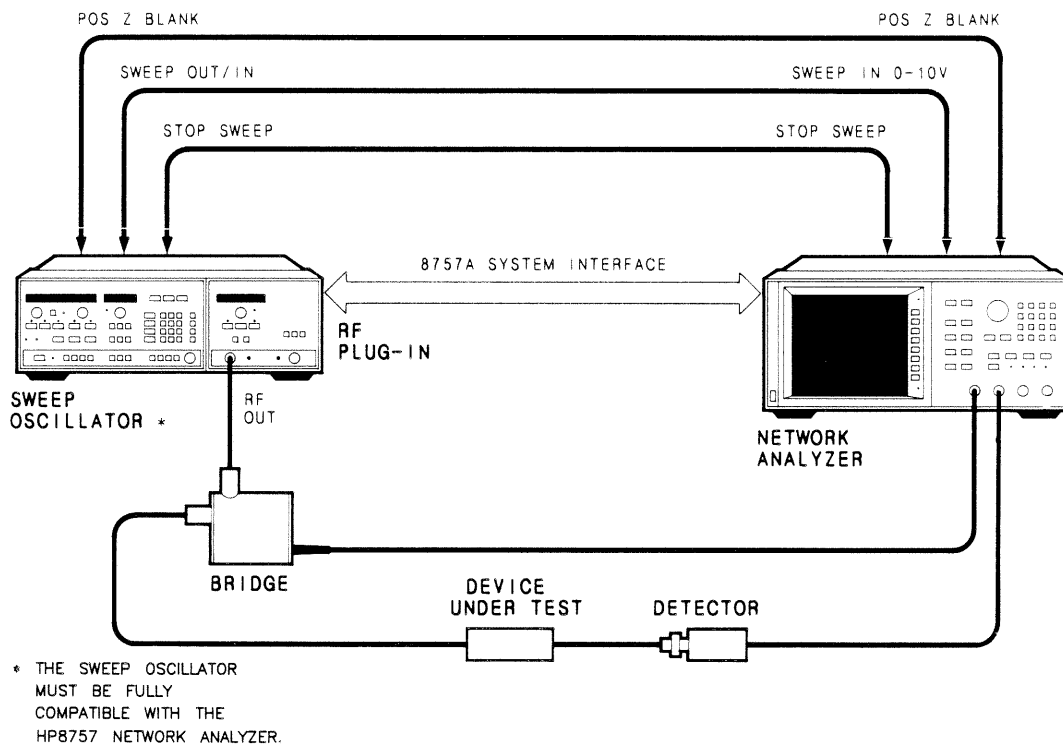 POS Z BLANK
POS Z BLANK
SWEEP OUT/IN
SWEEP IN 0-10V
STOP SWEEP
STOP SWEEP
8757A SYSTEM INTERFACE
RF
PLUG-IN
SWEEP
OSCILLATOR *
RF
OUT
NETWORK
ANALYZER
BRIDGE
DEVICE
UNDER TEST
DETECTOR
* THE SWEEP OSCILLATOR
MUST BE FULLY
COMPATIBLE WITH THE
HP8757 NETWORK ANALYZER.